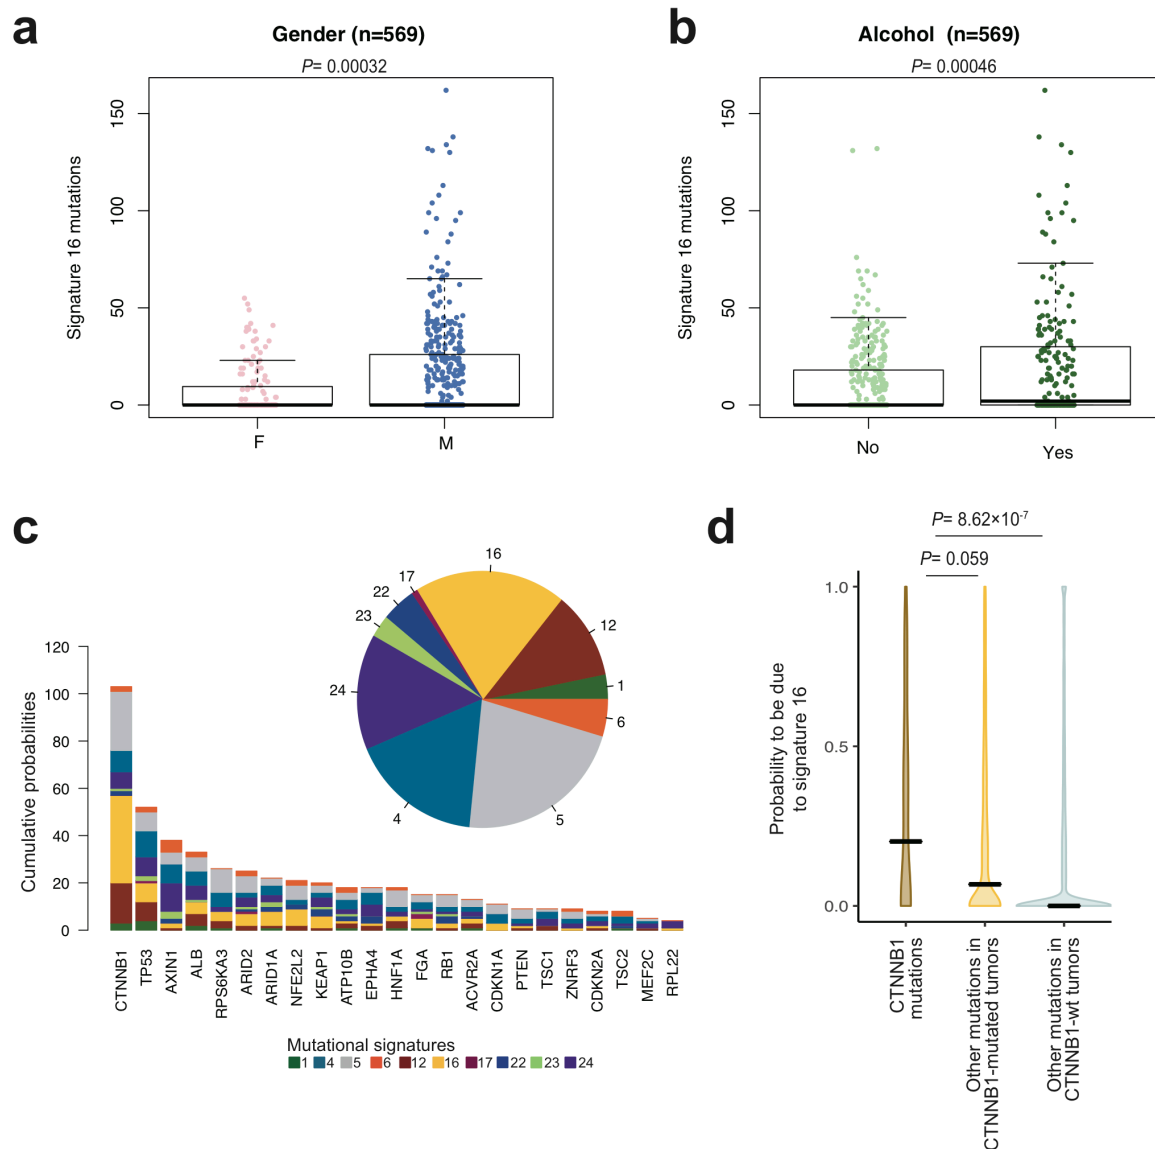 a
Gender (n=569)
P= 0.00032
Signature 16 mutations
150
100
50
0
F
M
b
Alcohol (n=569)
P= 0.00046
Signature 16 mutations
150
100
50
0
No
Yes
c
Cumulative probabilities
120
100
80
60
40
20
0
16
12
1
6
5
4
24
23
22
17
CTNNB1
TP53
AXIN1
ALB
RPS6KA3
ARID2
ARID1A
NFE2L2
KEAP1
ATP10B
EPHA4
HNF1A
FGA
RB1
ACVR2A
CDKN1A
PTEN
TSC1
ZNRF3
CDKN2A
TSC2
MEF2C
RPL22
Mutational signatures
1 4 5 6 12 16 17 22 23 24
d
P= 8.62×10-7
P= 0.059
Probability to be due
to signature 16
1.0
0.5
0.0
CTNNB1
mutations
Other mutations in
CTNNB1-mutated tumors
Other mutations in
CTNNB1-wt tumors